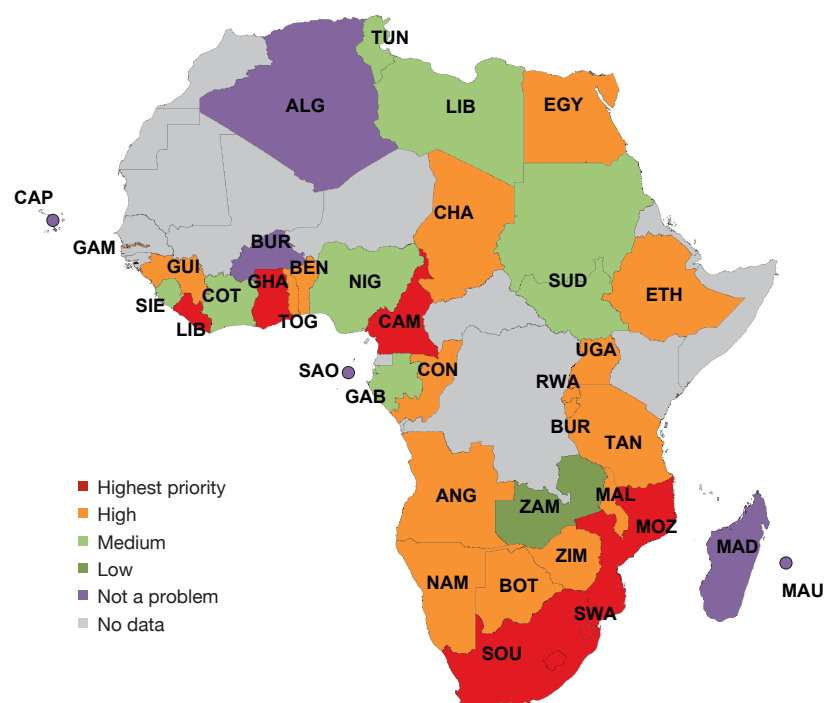 TUN
ALG
LIB
EGY
CAP
CHA
GAM
BUR
GUI
BEN
NIG
GHA
SUD
COT
ETH
SIE
LIB
TOG
CAM
UGA
SAO
CON
RWA
GAB
BUR
TAN
Highest priority
High
Medium
Low
Not a problem
No data
ANG
ZAM
MAL
MOZ
MAD
ZIM
NAM
BOT
MAU
SWA
SOU